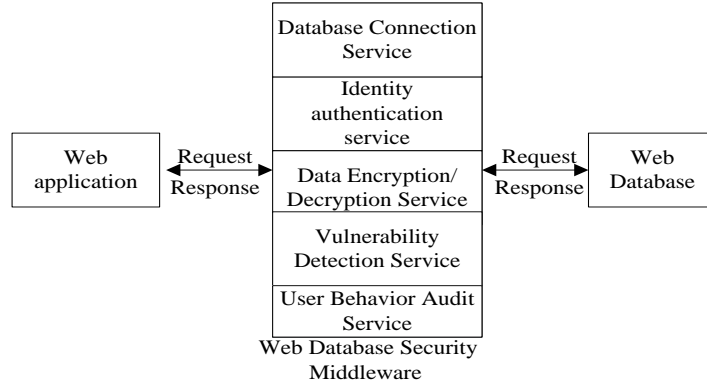 Database Connection
Service
Identity
authentication
service
Web
application
Request
Response
Data Encryption/
Decryption Service
Request
Response
Web
Database
Vulnerability
Detection Service
User Behavior Audit
Service
Web Database Security
Middleware